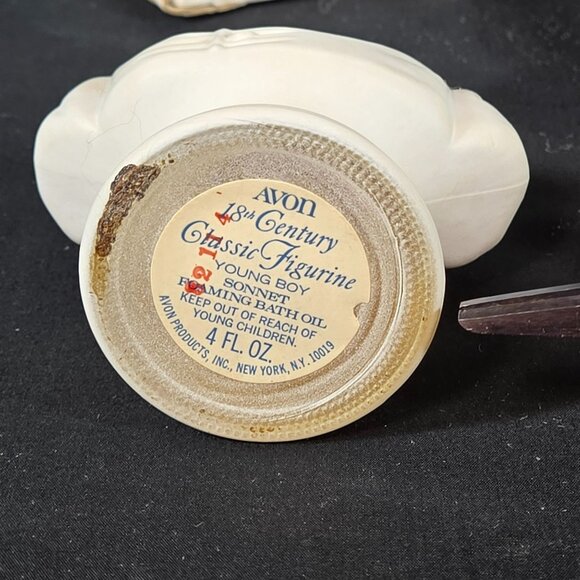 AVON
18th Century
Classic Figurine
YOUNG BOY
SONNET
FOAMING BATH OIL
KEEP OUT OF REACH OF
YOUNG CHILDREN.
4 FL. OZ.
AVON PRODUCTS, INC., NEW YORK, N.Y. 10019